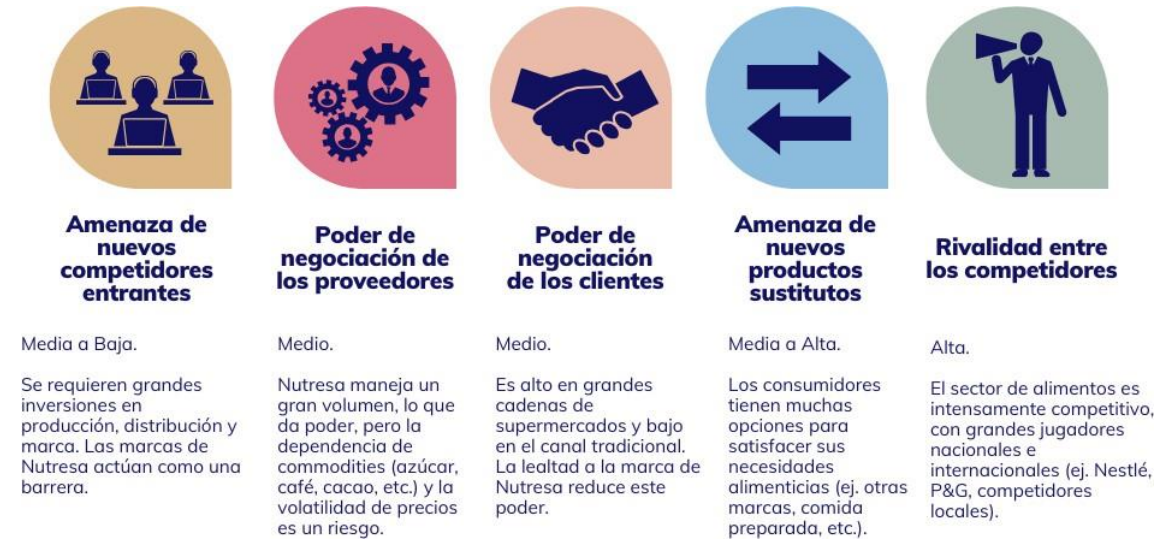 Amenaza de
nuevos
competidores
entrantes
Media a Baja.
Se requieren grandes
inversiones en
producción, distribución y
marca. Las marcas de
Nutresa actúan como una
barrera.
Poder de
negociación de
los proveedores
Medio.
Nutresa maneja un
gran volumen, lo que
da poder, pero la
dependencia de
commodities (azúcar,
café, cacao, etc.) y la
volatilidad de precios
es un riesgo.
Poder de
negociación
de los clientes
Medio.
Es alto en grandes
cadenas de
supermercados y bajo
en el canal tradicional.
La lealtad a la marca de
Nutresa reduce este
poder.
Amenaza de
nuevos
productos
sustitutos
Media a Alta.
Los consumidores
tienen muchas
opciones para
satisfacer sus
necesidades
alimenticias (ej. otras
marcas, comida
preparada, etc.).
Rivalidad entre
los competidores
Alta.
El sector de alimentos es
intensamente competitivo,
con grandes jugadores
nacionales e
internacionales (ej. Nestlé,
P&G, competidores
locales).